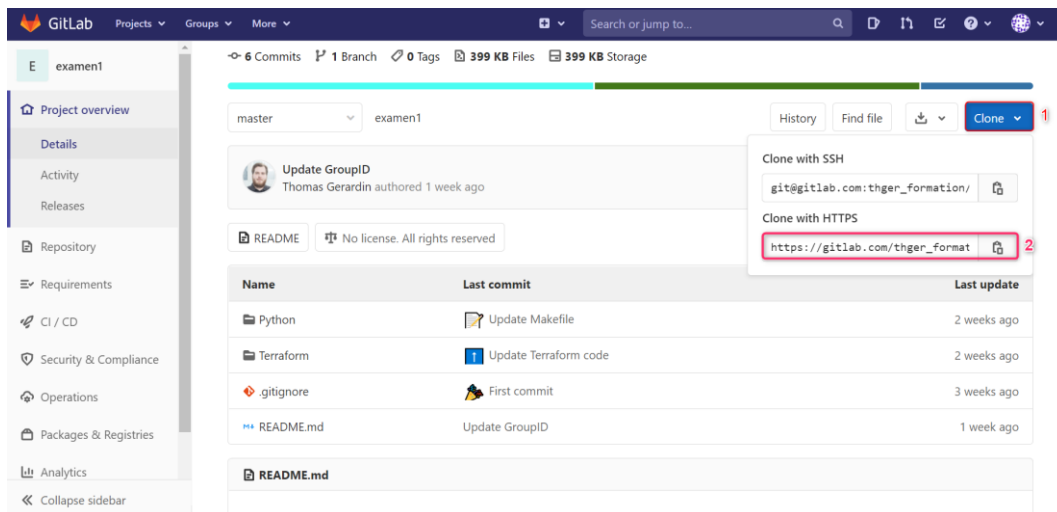 GitLab Projects Groups More Search or jump to...
E examen1
6 Commits 1 Branch 0 Tags 399 KB Files 399 KB Storage
Project overview
Details
Activity
Releases
Repository
Requirements
CI / CD
Security & Compliance
Operations
Packages & Registries
Analytics
Collapse sidebar
master examen1 History Find file Clone 1
Update GroupID
Thomas Gerardin authored 1 week ago
Clone with SSH
git@gitlab.com:thger_formation/
Clone with HTTPS
https://gitlab.com/thger_format 2
README No license. All rights reserved
Name Last commit Last update
Python Update Makefile 2 weeks ago
Terraform Update Terraform code 2 weeks ago
.gitignore First commit 3 weeks ago
README.md Update GroupID 1 week ago
README.md